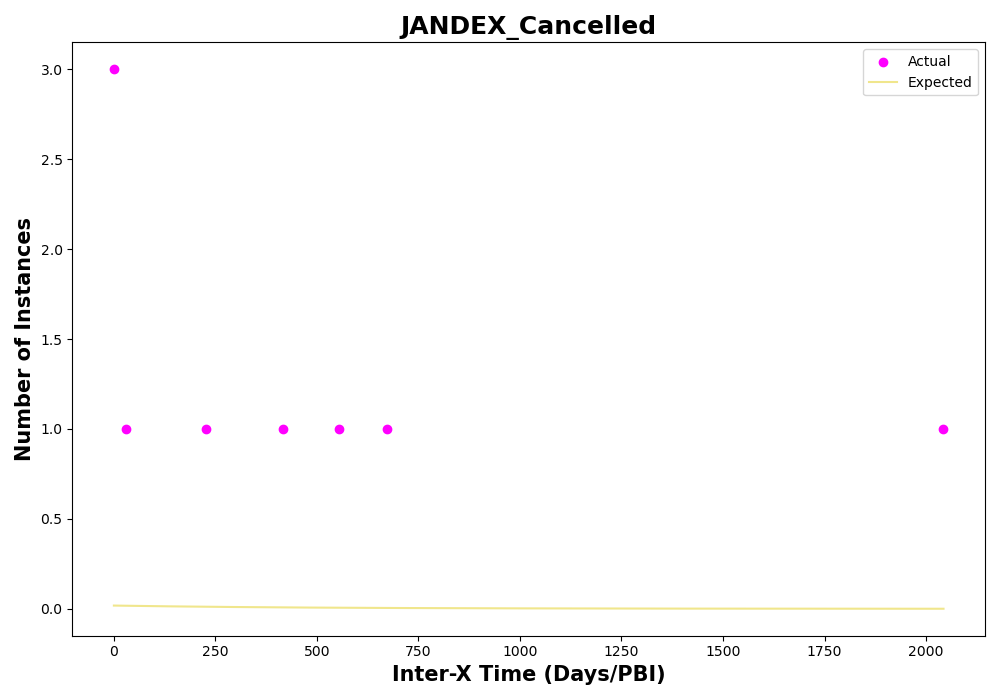 JANDEX_Cancelled
Actual
Expected
3.0
2.5
2.0
1.5
1.0
0.5
0.0
Number of Instances
0 250 500 750 1000 1250 1500 1750 2000
Inter-X Time (Days/PBI)